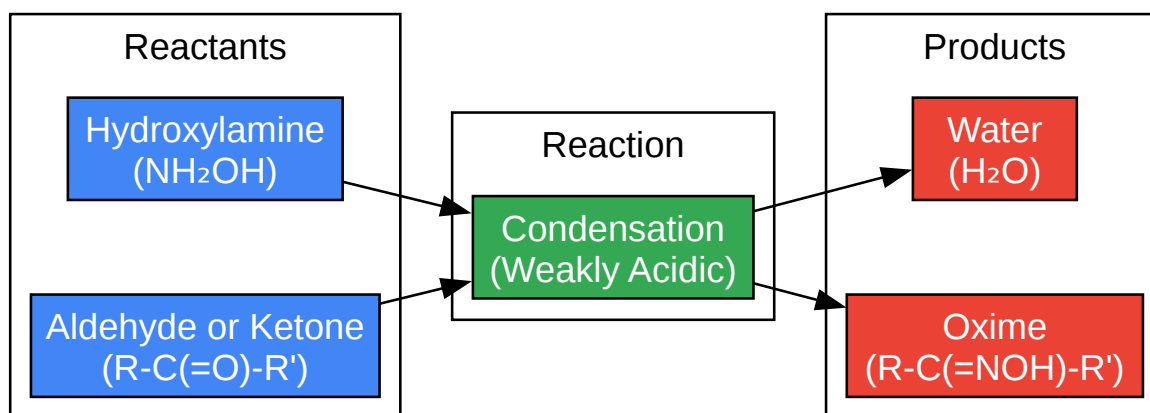 Reactants
Hydroxylamine
(NH₂OH)
Aldehyde or Ketone
(R-C(=O)-R')
Reaction
Condensation
(Weakly Acidic)
Products
Water
(H₂O)
Oxime
(R-C(=NOH)-R')